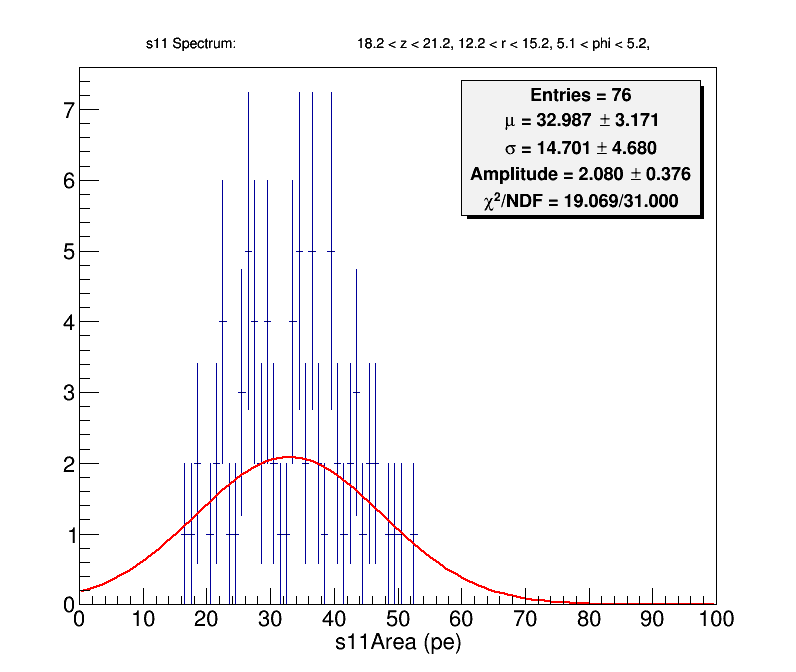 s11 Spectrum: 18.2 < z < 21.2, 12.2 < r < 15.2, 5.1 < phi < 5.2,
Entries = 76
μ = 32.987 ± 3.171
σ = 14.701 ± 4.680
Amplitude = 2.080 ± 0.376
χ²/NDF = 19.069/31.000
7
6
5
4
3
2
1
0
0 10 20 30 40 50 60 70 80 90 100
s11Area (pe)